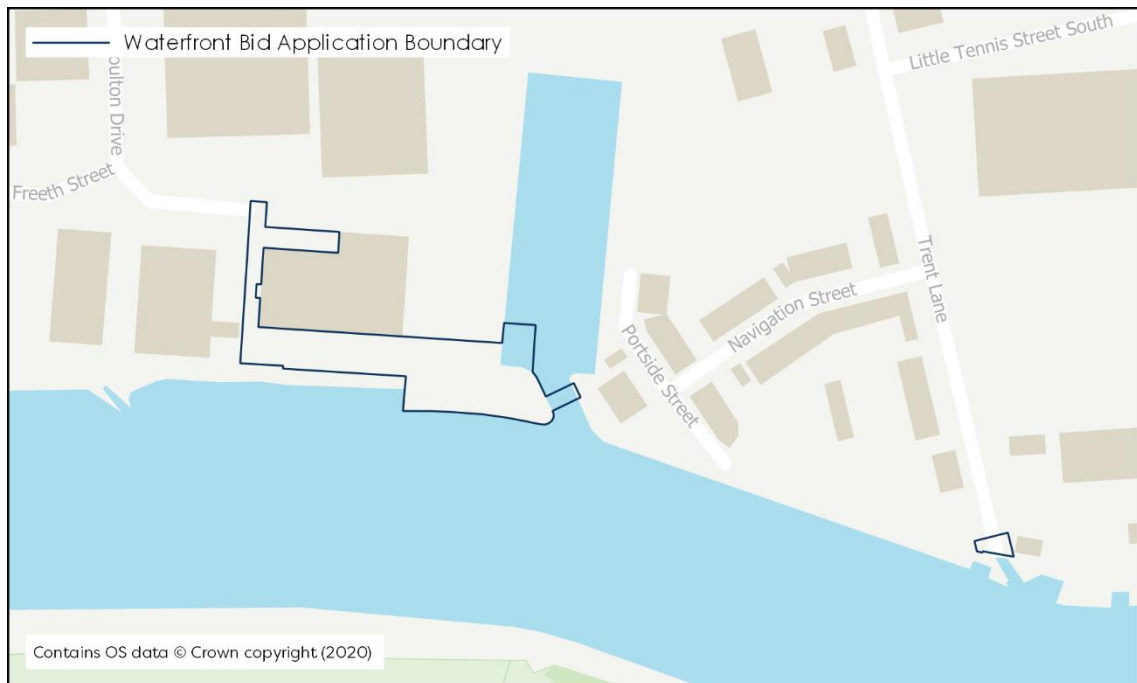 Waterfront Bid Application Boundary
Little Tennis Street South
oulton Drive
Freeth Street
Trent Lane
Navigation Street
Portside Street
Contains OS data © Crown copyright (2020)